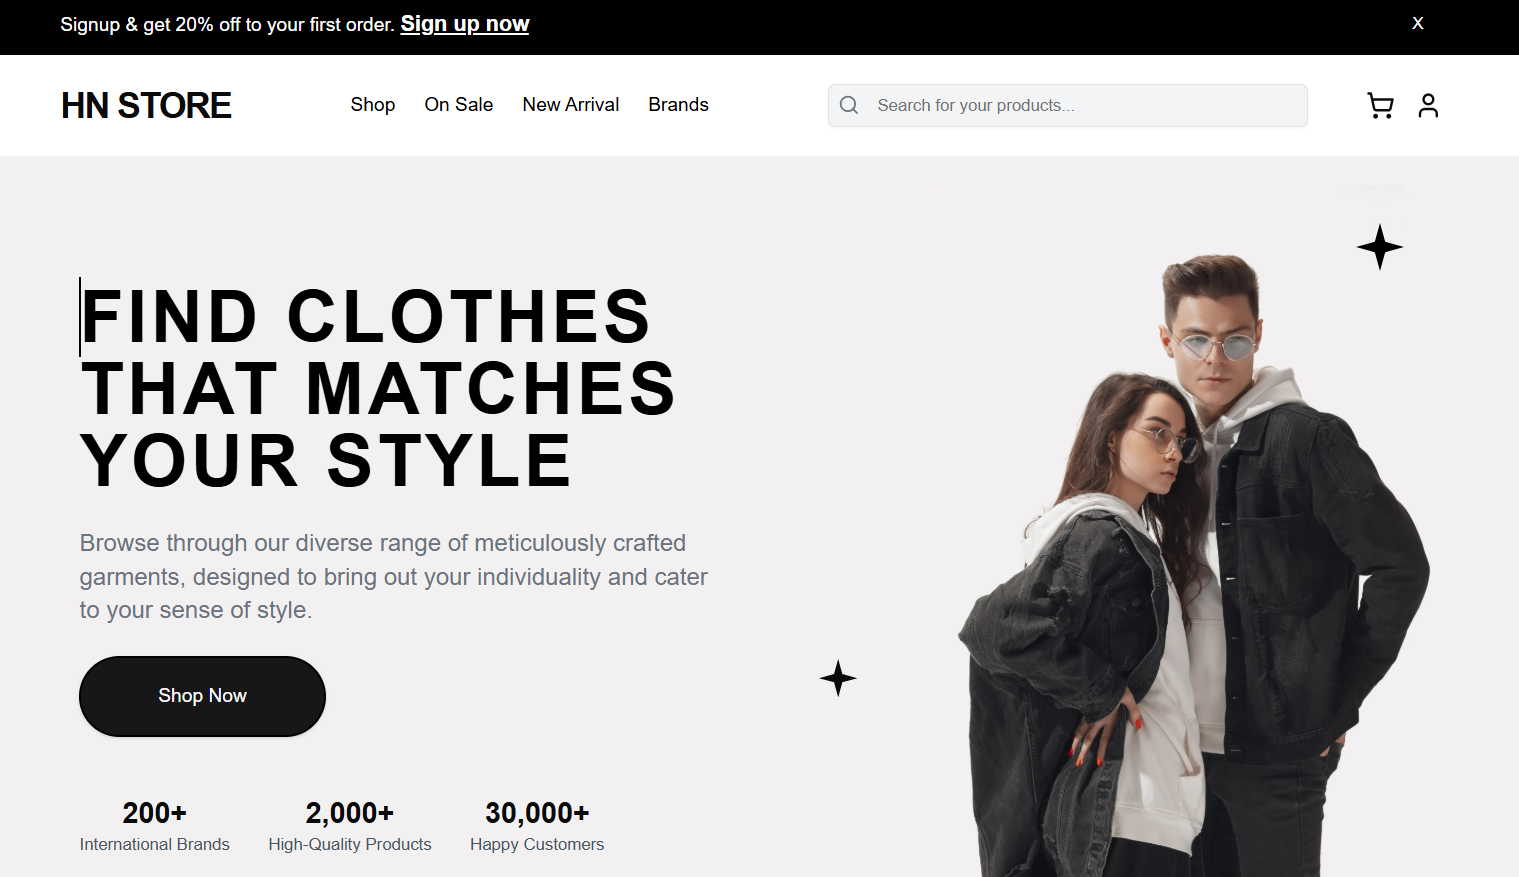 Signup & get 20% off to your first order. Sign up now
X
HN STORE
Shop
On Sale
New Arrival
Brands
Search for your products...
FIND CLOTHES
THAT MATCHES
YOUR STYLE
Browse through our diverse range of meticulously crafted
garments, designed to bring out your individuality and cater
to your sense of style.
Shop Now
200+
International Brands
2,000+
High-Quality Products
30,000+
Happy Customers